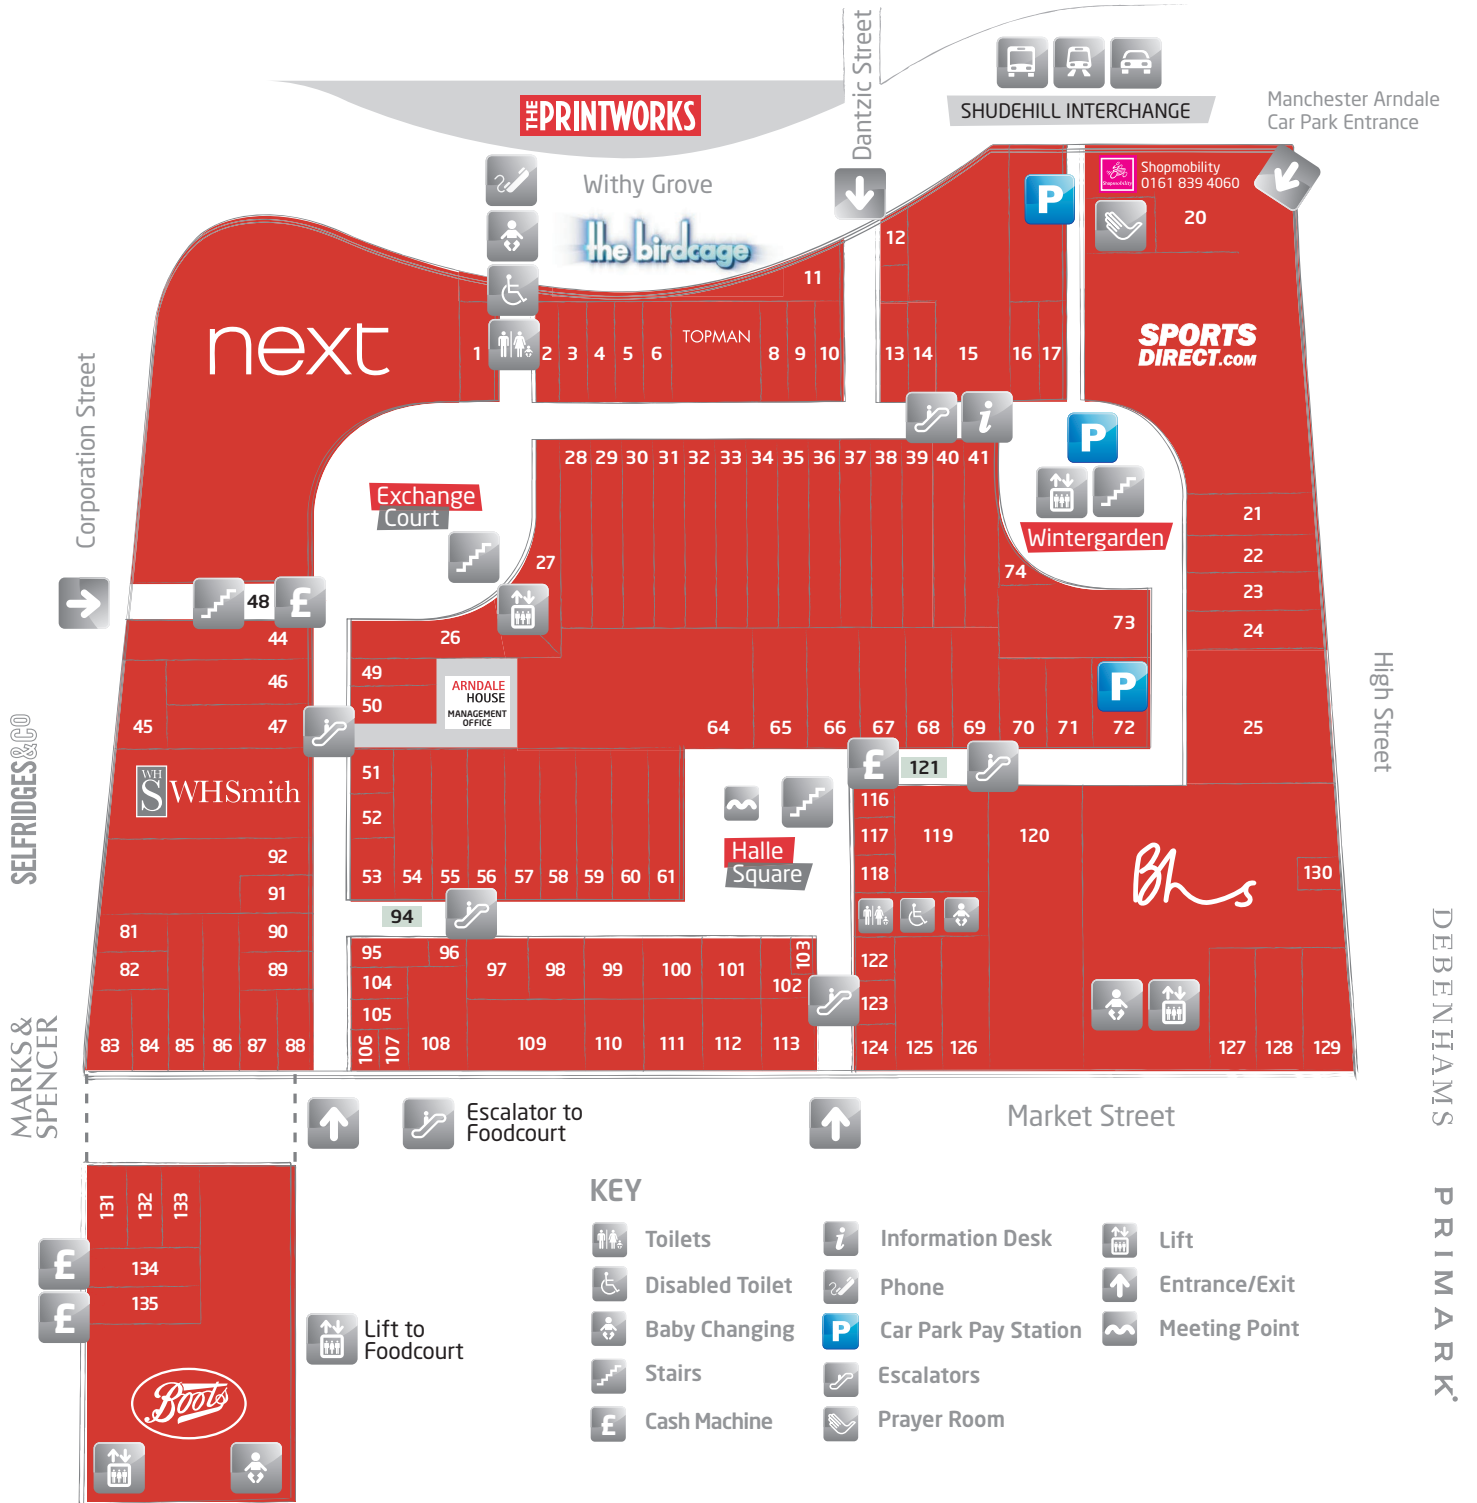 Dantzic Street
THE PRINTWORKS
SHUDEHILL INTERCHANGE
Manchester Arndale
Car Park Entrance
Withy Grove
the birdcage
Shopmobility
Shopmobility
0161 839 4060
P
20
12
11
next
1
2
3
4
5
6
TOPMAN
8
9
10
13
14
15
16
17
SPORTS
DIRECT.COM
Corporation Street
i
P
28
29
30
31
32
33
34
35
36
37
38
39
40
41
Exchange
Court
Wintergarden
21
22
23
24
25
27
74
73
48
£
44
26
46
45
47
49
50
ARNDALE
HOUSE
MANAGEMENT
OFFICE
64
65
66
67
68
69
70
71
72
P
High Street
SELFRIDGES&CO
WH
S
WHSmith
51
52
53
54
55
56
57
58
59
60
61
£
121
Halle
Square
116
117
118
119
120
Bhs
130
92
91
90
89
81
82
83
84
85
86
87
88
94
95
96
97
98
99
100
101
102
103
104
105
106
107
108
109
110
111
112
113
122
123
124
125
126
127
128
129
MARKS&
SPENCER
DEBENHAMS
PRIMARK
Escalator to
Foodcourt
Market Street
131
132
133
£
134
£
135
Boots
Lift to
Foodcourt
KEY
Toilets
Disabled Toilet
Baby Changing
Stairs
£
Cash Machine
i
Information Desk
Phone
P
Car Park Pay Station
Escalators
Prayer Room
Lift
Entrance/Exit
Meeting Point